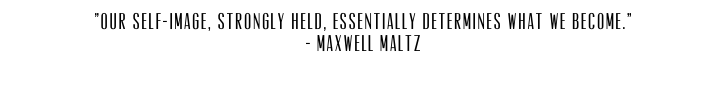 "OUR SELF-IMAGE, STRONGLY HELD, ESSENTIALLY DETERMINES WHAT WE BECOME."
- MAXWELL MALTZ